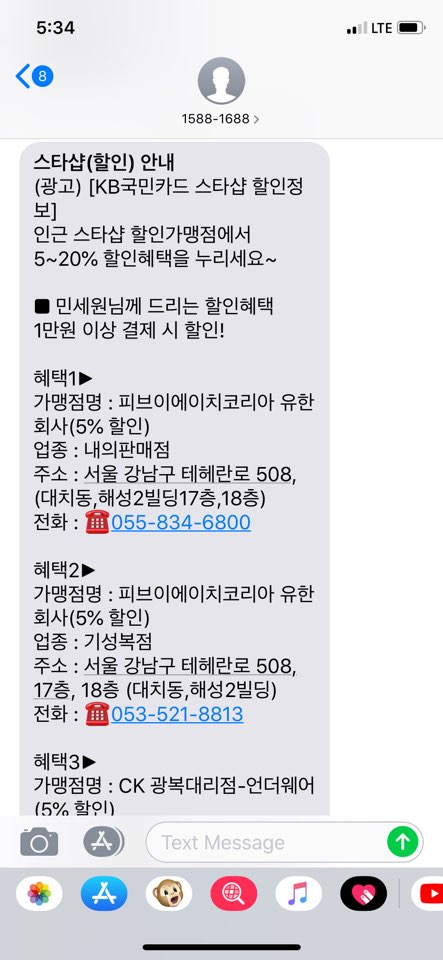 5:34
LTE
8
1588-1688 >
스타샵(할인) 안내
(광고) [KB국민카드 스타샵 할인정
보]
인근 스타샵 할인가맹점에서
5~20% 할인혜택을 누리세요~
■ 민세원님께 드리는 할인혜택
1만원 이상 결제 시 할인!
혜택1▶
가맹점명 : 피브이에이치코리아 유한
회사(5% 할인)
업종 : 내의판매점
주소 : 서울 강남구 테헤란로 508,
(대치동,해성2빌딩17층,18층)
전화 : ☎055-834-6800
혜택2▶
가맹점명 : 피브이에이치코리아 유한
회사(5% 할인)
업종 : 기성복점
주소 : 서울 강남구 테헤란로 508,
17층, 18층 (대치동,해성2빌딩)
전화 : ☎053-521-8813
혜택3▶
가맹점명 : CK 광복대리점-언더웨어
(5% 할인)
Text Message